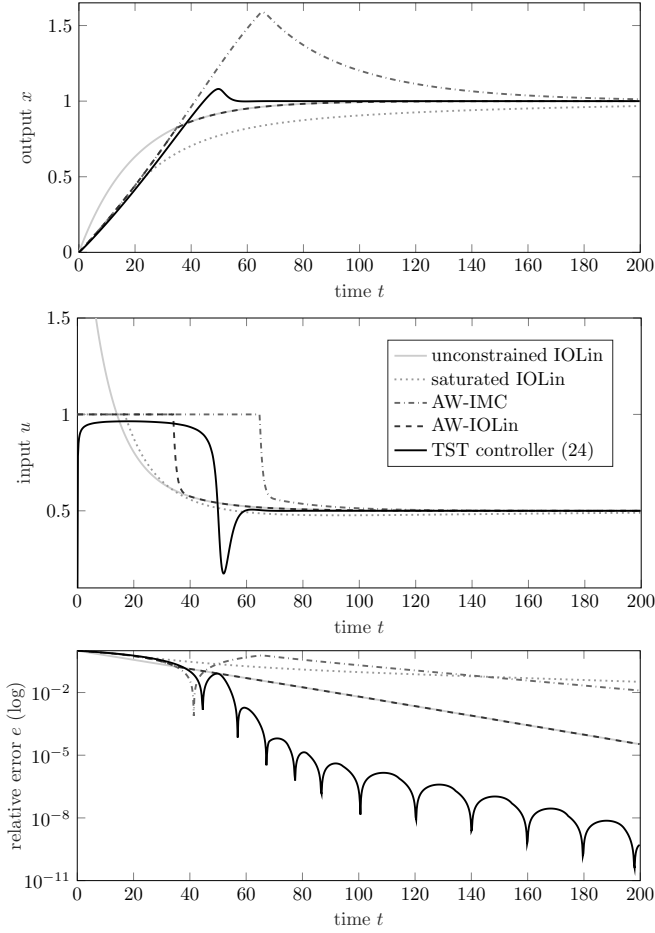 1.5
1
0.5
0
output x
0 20 40 60 80 100 120 140 160 180 200
time t
1.5
1
0.5
input u
unconstrained IOLin
saturated IOLin
AW-IMC
AW-IOLin
TST controller (24)
0 20 40 60 80 100 120 140 160 180 200
time t
10⁻²
10⁻⁵
10⁻⁸
10⁻¹¹
relative error e (log)
0 20 40 60 80 100 120 140 160 180 200
time t